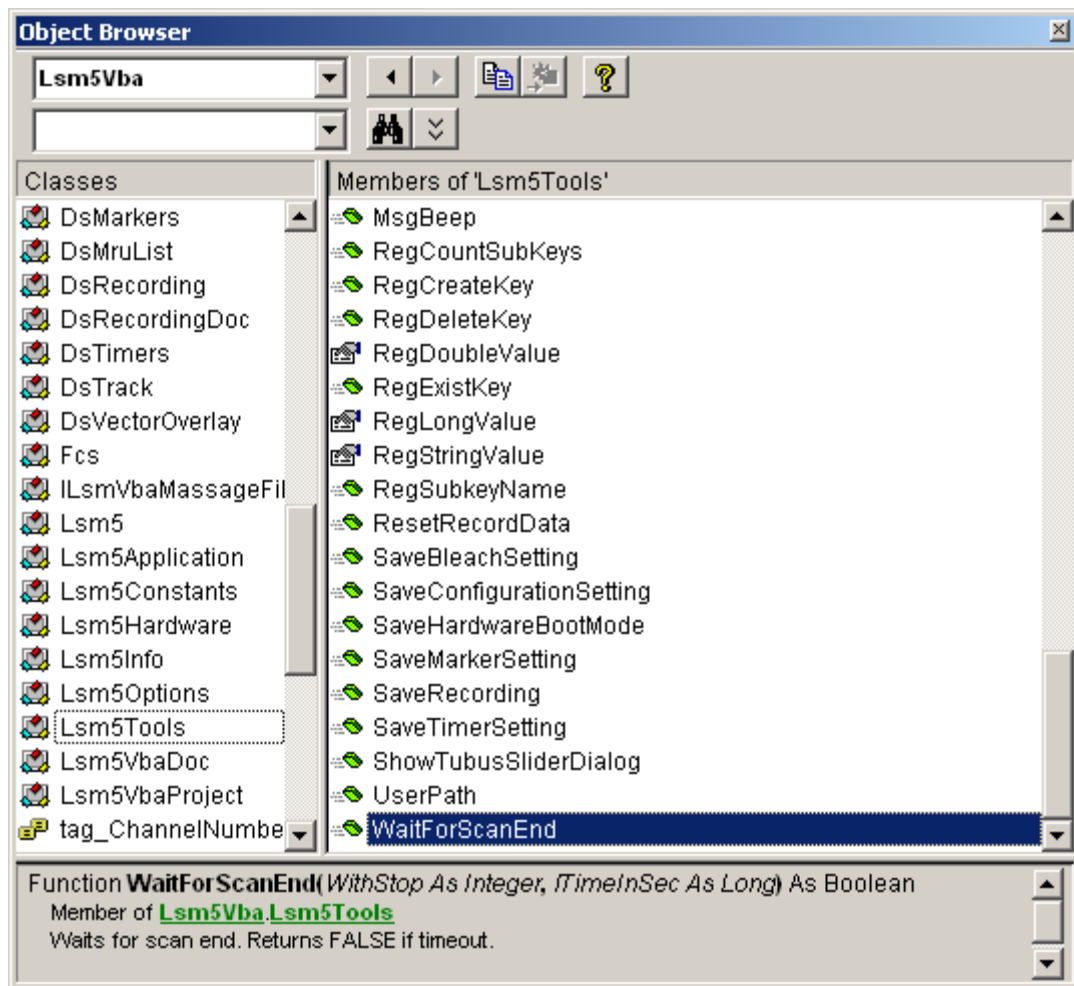 Object Browser
Lsm5Vba
Classes
DsMarkers
DsMruList
DsRecording
DsRecordingDoc
DsTimers
DsTrack
DsVectorOverlay
Fcs
ILsmVbaMassageFil
Lsm5
Lsm5Application
Lsm5Constants
Lsm5Hardware
Lsm5Info
Lsm5Options
Lsm5Tools
Lsm5VbaDoc
Lsm5VbaProject
tag_ChannelNumbe
Members of 'Lsm5Tools'
MsgBeep
RegCountSubKeys
RegCreateKey
RegDeleteKey
RegDoubleValue
RegExistKey
RegLongValue
RegStringValue
RegSubkeyName
ResetRecordData
SaveBleachSetting
SaveConfigurationSetting
SaveHardwareBootMode
SaveMarkerSetting
SaveRecording
SaveTimerSetting
ShowTubusSliderDialog
UserPath
WaitForScanEnd
Function WaitForScanEnd(WithStop As Integer, lTimeInSec As Long) As Boolean
Member of Lsm5Vba.Lsm5Tools
Waits for scan end. Returns FALSE if timeout.